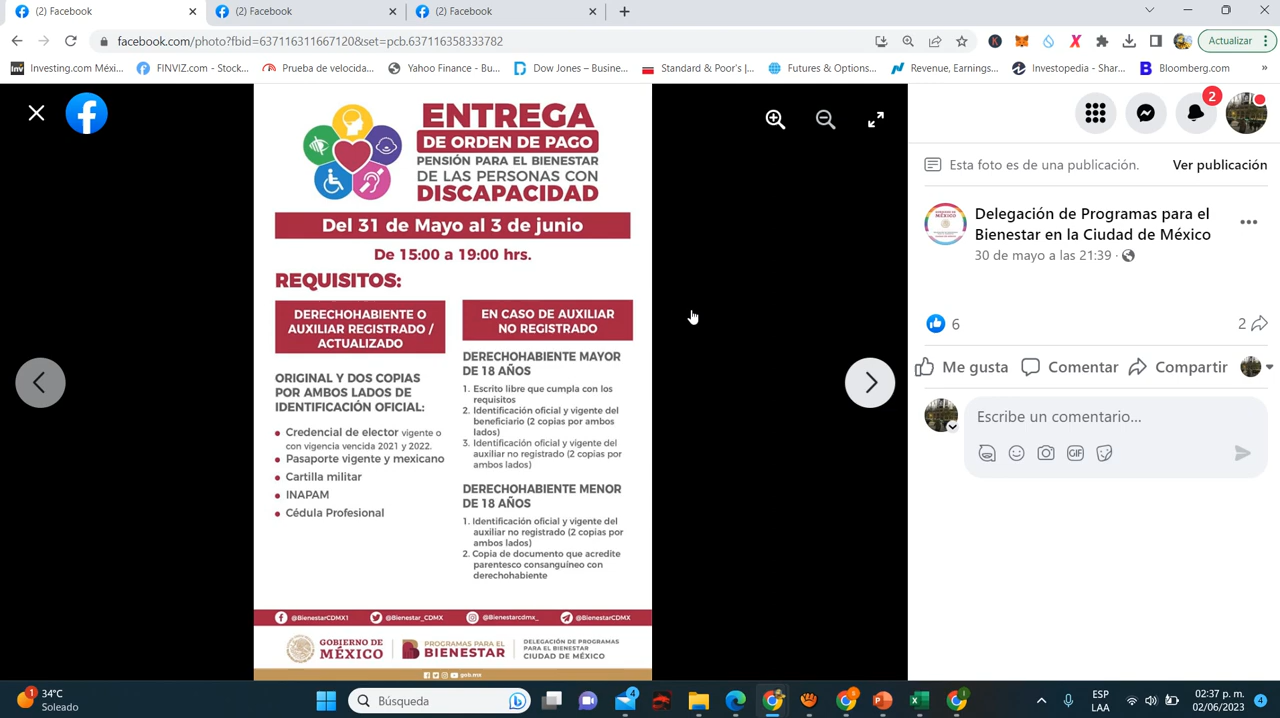 (2) Facebook
(2) Facebook
(2) Facebook
facebook.com/photo?fbid=637116311667120&set=pcb.637116358333782
Actualizar
Investing.com Méxi...
FINVIZ.com - Stock...
Prueba de velocida...
Yahoo Finance - Bu...
Dow Jones – Busine...
Standard & Poor's |...
Futures & Options...
Revenue, Earnings...
Investopedia - Shar...
Bloomberg.com
»
ENTREGA
DE ORDEN DE PAGO
PENSIÓN PARA EL BIENESTAR
DE LAS PERSONAS CON
DISCAPACIDAD
Del 31 de Mayo al 3 de junio
De 15:00 a 19:00 hrs.
REQUISITOS:
DERECHOHABIENTE O
AUXILIAR REGISTRADO /
ACTUALIZADO
ORIGINAL Y DOS COPIAS
POR AMBOS LADOS DE
IDENTIFICACIÓN OFICIAL:
• Credencial de elector vigente o
con vigencia vencida 2021 y 2022.
• Pasaporte vigente y mexicano
• Cartilla militar
• INAPAM
• Cédula Profesional
EN CASO DE AUXILIAR
NO REGISTRADO
DERECHOHABIENTE MAYOR
DE 18 AÑOS
1. Escrito libre que cumpla con los
requisitos
2. Identificación oficial y vigente del
beneficiario (2 copias por ambos
lados)
3. Identificación oficial y vigente del
auxiliar no registrado (2 copias por
ambos lados)
DERECHOHABIENTE MENOR
DE 18 AÑOS
1. Identificación oficial y vigente del
auxiliar no registrado (2 copias por
ambos lados)
2. Copia de documento que acredite
parentesco consanguíneo con
derechohabiente
@BienestarCDMX1
@Bienestar_CDMX
@Bienestarcdmx_
@BienestarCDMX
GOBIERNO DE
MÉXICO
PROGRAMAS PARA EL
BIENESTAR
DELEGACIÓN DE PROGRAMAS
PARA EL BIENESTAR
CIUDAD DE MÉXICO
gob.mx
2
Esta foto es de una publicación.
Ver publicación
Delegación de Programas para el
Bienestar en la Ciudad de México
30 de mayo a las 21:39 ·
6
2
Me gusta
Comentar
Compartir
Escribe un comentario...
GIF
1
34°C
Soleado
Búsqueda
4
ESP
LAA
02:37 p. m.
02/06/2023
4